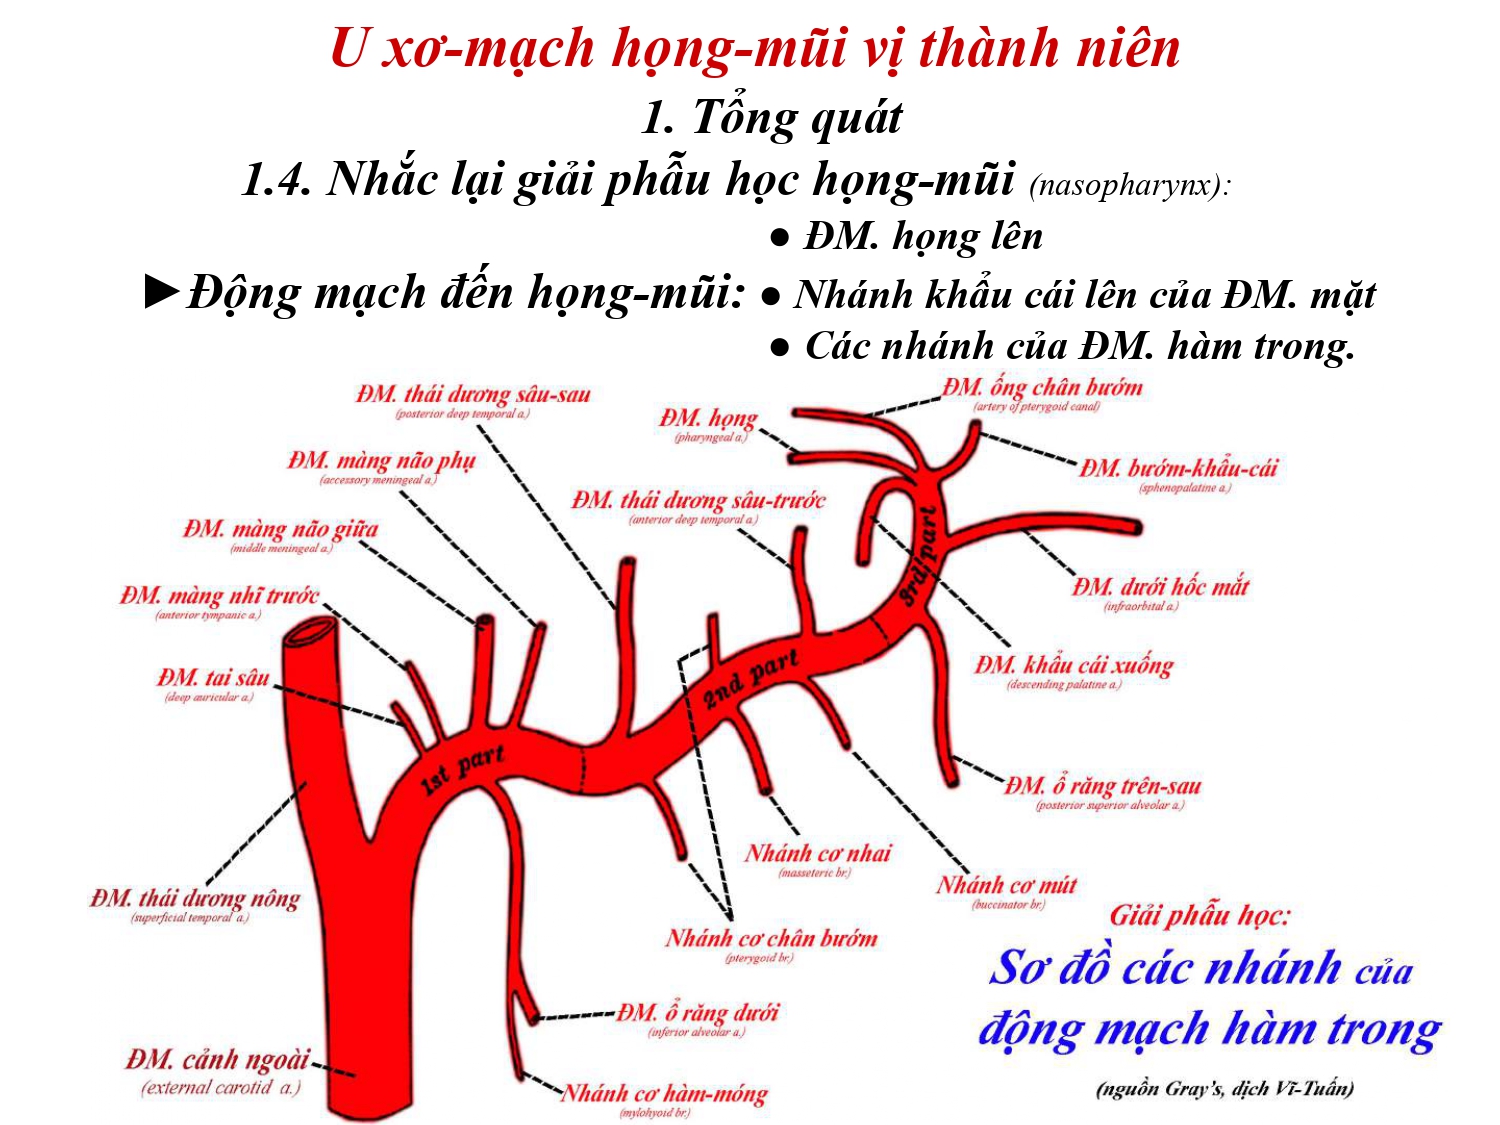 U xơ-mạch họng-mũi vị thành niên
1. Tổng quát
1.4. Nhắc lại giải phẫu học họng-mũi (nasopharynx):
● ĐM. họng lên
►Động mạch đến họng-mũi: ● Nhánh khẩu cái lên của ĐM. mặt
● Các nhánh của ĐM. hàm trong.
ĐM. thái dương sâu-sau
(posterior deep temporal a.)
ĐM. họng
(pharyngeal a.)
ĐM. ống chân bướm
(artery of pterygoid canal)
ĐM. màng não phụ
(accessory meningeal a.)
ĐM. bướm-khẩu-cái
(sphenopalatine a.)
ĐM. thái dương sâu-trước
(anterior deep temporal a.)
ĐM. màng não giữa
(middle meningeal a.)
ĐM. màng nhĩ trước
(anterior tympanic a.)
ĐM. dưới hốc mắt
(infraorbital a.)
ĐM. tai sâu
(deep auricular a.)
ĐM. khẩu cái xuống
(descending palatine a.)
1st part
2nd part
3rd part
ĐM. ổ răng trên-sau
(posterior superior alveolar a.)
Nhánh cơ nhai
(masseteric br.)
Nhánh cơ mút
(buccinator br.)
ĐM. thái dương nông
(superficial temporal a.)
Nhánh cơ chân bướm
(pterygoid br.)
ĐM. ổ răng dưới
(inferior alveolar a.)
ĐM. cảnh ngoài
(external carotid a.)
Nhánh cơ hàm-móng
(mylohyoid br.)
Giải phẫu học:
Sơ đồ các nhánh của
động mạch hàm trong
(nguồn Gray's, dịch Vĩ-Tuấn)